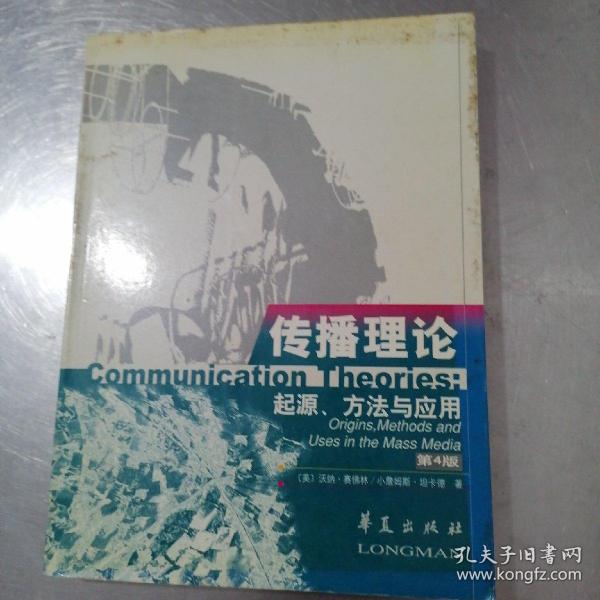 传播理论
Communication Theories:
起源、方法与应用
Origins, Methods and
Uses in the Mass Media
第4版
〔美〕沃纳·赛佛林／小詹姆斯·坦卡德 著
华夏出版社
LONGMAN
孔夫子旧书网
www.kongfz.com